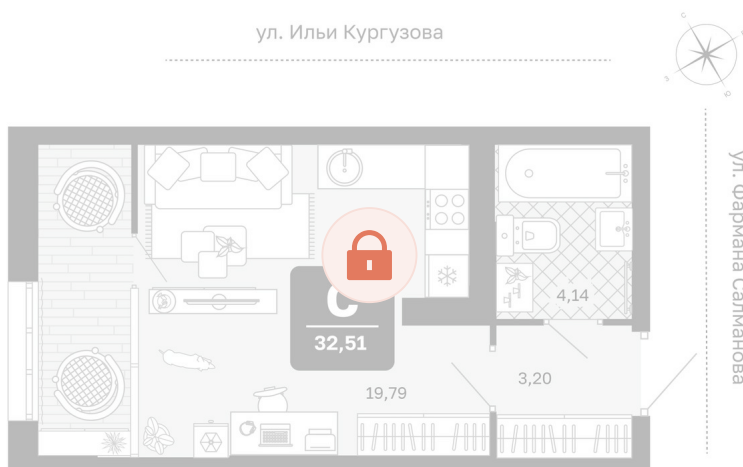 ул. Ильи Кургузова
С
З
Ю
ул. Фармана Салманова
С
32,51
4,14
3,20
19,79